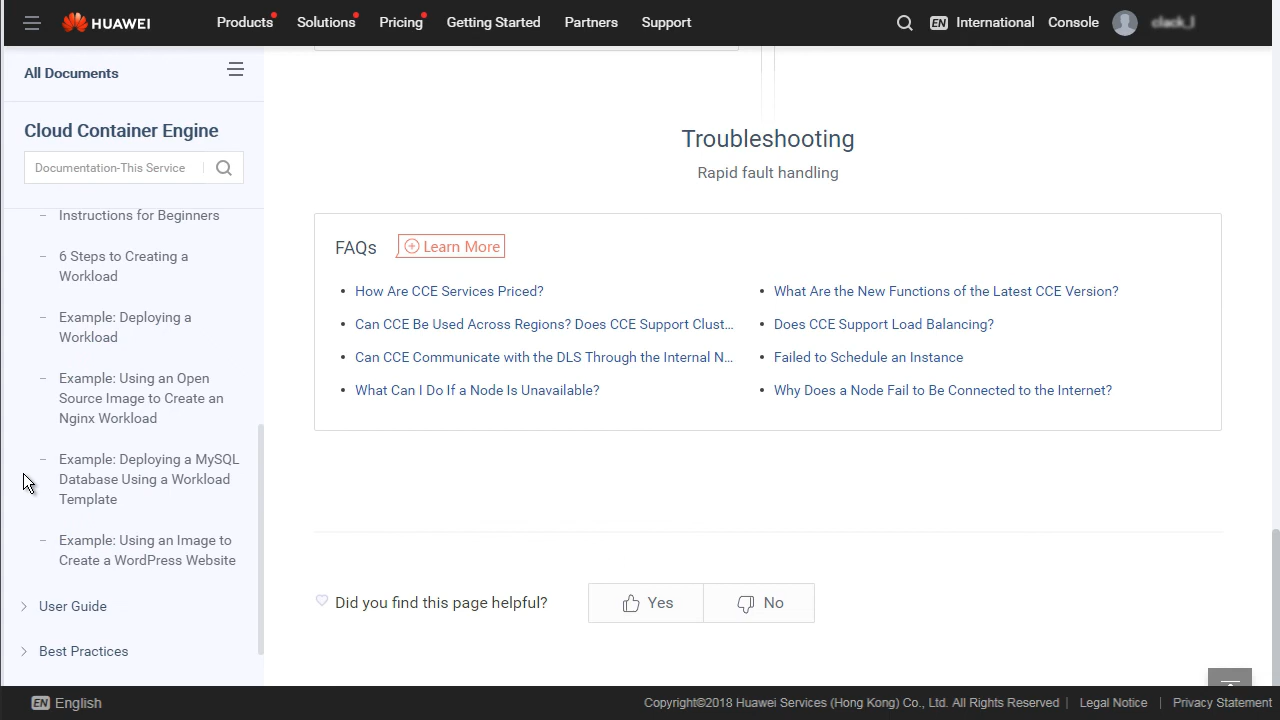 HUAWEI Products Solutions Pricing Getting Started Partners Support EN International Console
All Documents
Cloud Container Engine
Documentation-This Service
– Instructions for Beginners
– 6 Steps to Creating a
Workload
– Example: Deploying a
Workload
– Example: Using an Open
Source Image to Create an
Nginx Workload
– Example: Deploying a MySQL
Database Using a Workload
Template
– Example: Using an Image to
Create a WordPress Website
User Guide
Best Practices
Troubleshooting
Rapid fault handling
FAQs Learn More
• How Are CCE Services Priced?
• What Are the New Functions of the Latest CCE Version?
• Can CCE Be Used Across Regions? Does CCE Support Clust...
• Does CCE Support Load Balancing?
• Can CCE Communicate with the DLS Through the Internal N...
• Failed to Schedule an Instance
• What Can I Do If a Node Is Unavailable?
• Why Does a Node Fail to Be Connected to the Internet?
Did you find this page helpful? Yes No
EN English
Copyright©2018 Huawei Services (Hong Kong) Co., Ltd. All Rights Reserved | Legal Notice | Privacy Statement